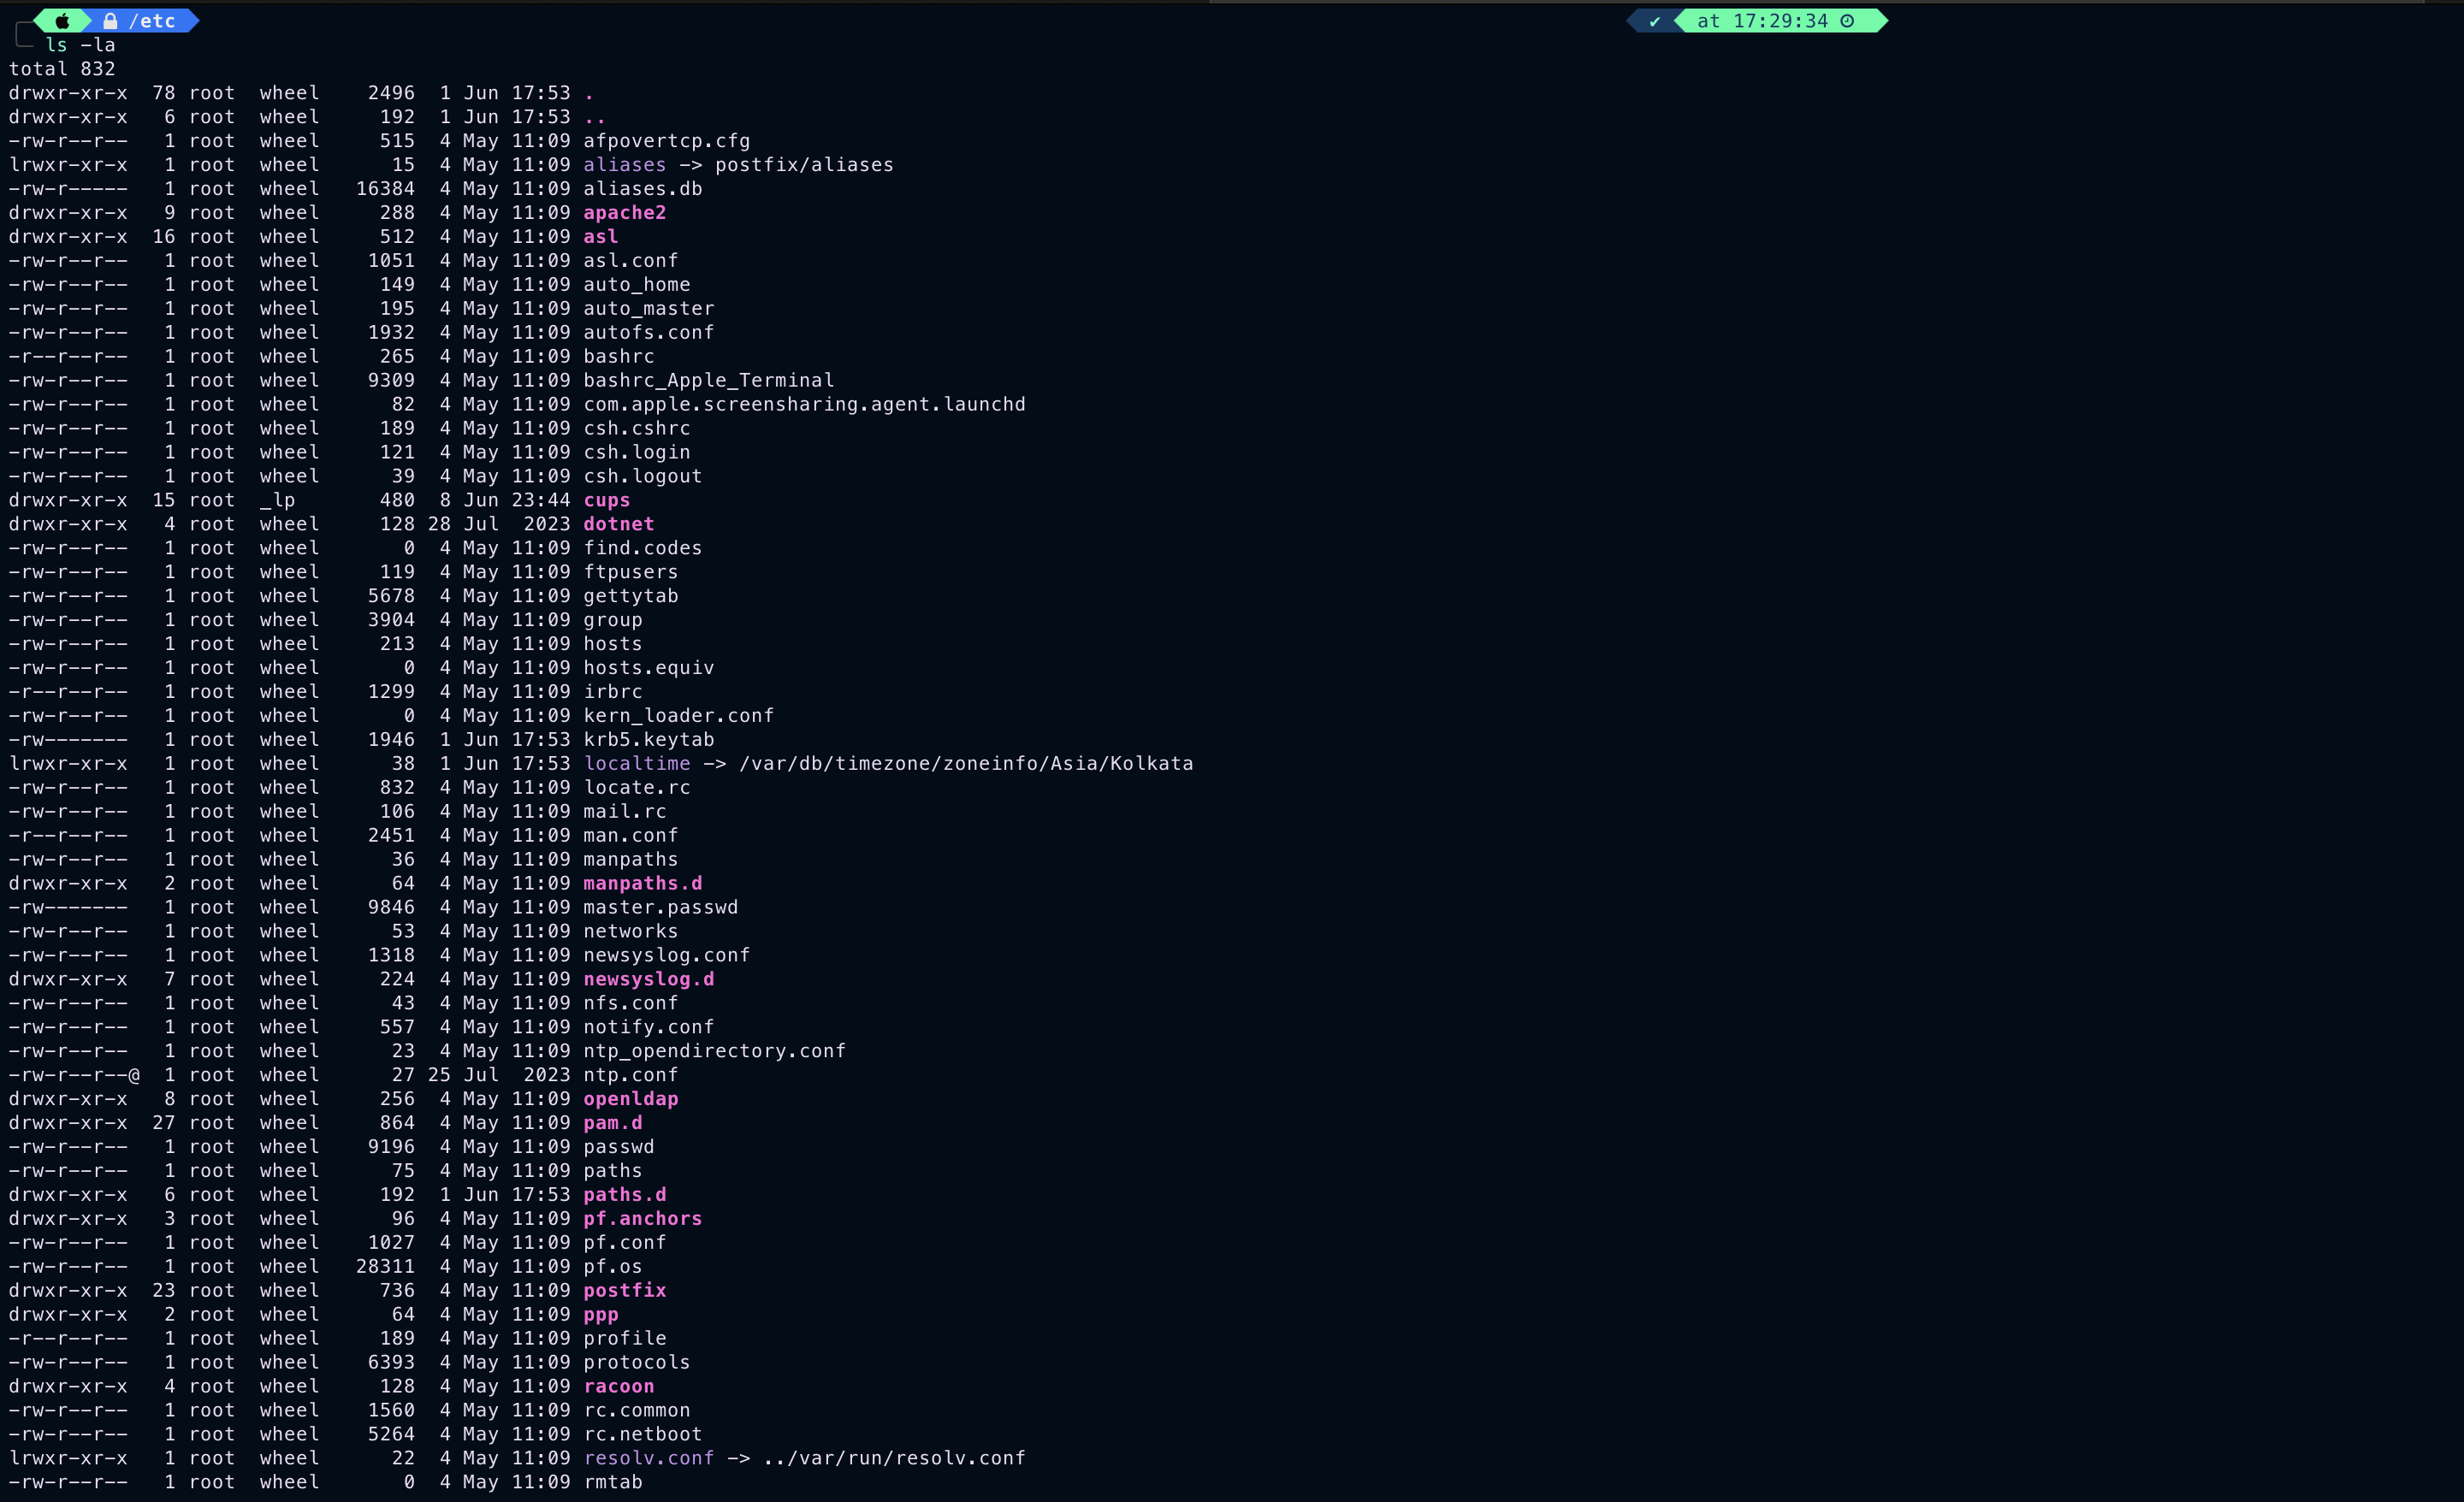 /etc ✔ at 17:29:34
ls -la
total 832
drwxr-xr-x  78 root  wheel   2496  1 Jun 17:53 .
drwxr-xr-x   6 root  wheel    192  1 Jun 17:53 ..
-rw-r--r--   1 root  wheel    515  4 May 11:09 afpovertcp.cfg
lrwxr-xr-x   1 root  wheel     15  4 May 11:09 aliases -> postfix/aliases
-rw-r-----   1 root  wheel  16384  4 May 11:09 aliases.db
drwxr-xr-x   9 root  wheel    288  4 May 11:09 apache2
drwxr-xr-x  16 root  wheel    512  4 May 11:09 asl
-rw-r--r--   1 root  wheel   1051  4 May 11:09 asl.conf
-rw-r--r--   1 root  wheel    149  4 May 11:09 auto_home
-rw-r--r--   1 root  wheel    195  4 May 11:09 auto_master
-rw-r--r--   1 root  wheel   1932  4 May 11:09 autofs.conf
-r--r--r--   1 root  wheel    265  4 May 11:09 bashrc
-rw-r--r--   1 root  wheel   9309  4 May 11:09 bashrc_Apple_Terminal
-rw-r--r--   1 root  wheel     82  4 May 11:09 com.apple.screensharing.agent.launchd
-rw-r--r--   1 root  wheel    189  4 May 11:09 csh.cshrc
-rw-r--r--   1 root  wheel    121  4 May 11:09 csh.login
-rw-r--r--   1 root  wheel     39  4 May 11:09 csh.logout
drwxr-xr-x  15 root  _lp      480  8 Jun 23:44 cups
drwxr-xr-x   4 root  wheel    128 28 Jul  2023 dotnet
-rw-r--r--   1 root  wheel      0  4 May 11:09 find.codes
-rw-r--r--   1 root  wheel    119  4 May 11:09 ftpusers
-rw-r--r--   1 root  wheel   5678  4 May 11:09 gettytab
-rw-r--r--   1 root  wheel   3904  4 May 11:09 group
-rw-r--r--   1 root  wheel    213  4 May 11:09 hosts
-rw-r--r--   1 root  wheel      0  4 May 11:09 hosts.equiv
-r--r--r--   1 root  wheel   1299  4 May 11:09 irbrc
-rw-r--r--   1 root  wheel      0  4 May 11:09 kern_loader.conf
-rw-------   1 root  wheel   1946  1 Jun 17:53 krb5.keytab
lrwxr-xr-x   1 root  wheel     38  1 Jun 17:53 localtime -> /var/db/timezone/zoneinfo/Asia/Kolkata
-rw-r--r--   1 root  wheel    832  4 May 11:09 locate.rc
-rw-r--r--   1 root  wheel    106  4 May 11:09 mail.rc
-r--r--r--   1 root  wheel   2451  4 May 11:09 man.conf
-rw-r--r--   1 root  wheel     36  4 May 11:09 manpaths
drwxr-xr-x   2 root  wheel     64  4 May 11:09 manpaths.d
-rw-------   1 root  wheel   9846  4 May 11:09 master.passwd
-rw-r--r--   1 root  wheel     53  4 May 11:09 networks
-rw-r--r--   1 root  wheel   1318  4 May 11:09 newsyslog.conf
drwxr-xr-x   7 root  wheel    224  4 May 11:09 newsyslog.d
-rw-r--r--   1 root  wheel     43  4 May 11:09 nfs.conf
-rw-r--r--   1 root  wheel    557  4 May 11:09 notify.conf
-rw-r--r--   1 root  wheel     23  4 May 11:09 ntp_opendirectory.conf
-rw-r--r--@  1 root  wheel     27 25 Jul  2023 ntp.conf
drwxr-xr-x   8 root  wheel    256  4 May 11:09 openldap
drwxr-xr-x  27 root  wheel    864  4 May 11:09 pam.d
-rw-r--r--   1 root  wheel   9196  4 May 11:09 passwd
-rw-r--r--   1 root  wheel     75  4 May 11:09 paths
drwxr-xr-x   6 root  wheel    192  1 Jun 17:53 paths.d
drwxr-xr-x   3 root  wheel     96  4 May 11:09 pf.anchors
-rw-r--r--   1 root  wheel   1027  4 May 11:09 pf.conf
-rw-r--r--   1 root  wheel  28311  4 May 11:09 pf.os
drwxr-xr-x  23 root  wheel    736  4 May 11:09 postfix
drwxr-xr-x   2 root  wheel     64  4 May 11:09 ppp
-r--r--r--   1 root  wheel    189  4 May 11:09 profile
-rw-r--r--   1 root  wheel   6393  4 May 11:09 protocols
drwxr-xr-x   4 root  wheel    128  4 May 11:09 racoon
-rw-r--r--   1 root  wheel   1560  4 May 11:09 rc.common
-rw-r--r--   1 root  wheel   5264  4 May 11:09 rc.netboot
lrwxr-xr-x   1 root  wheel     22  4 May 11:09 resolv.conf -> ../var/run/resolv.conf
-rw-r--r--   1 root  wheel      0  4 May 11:09 rmtab